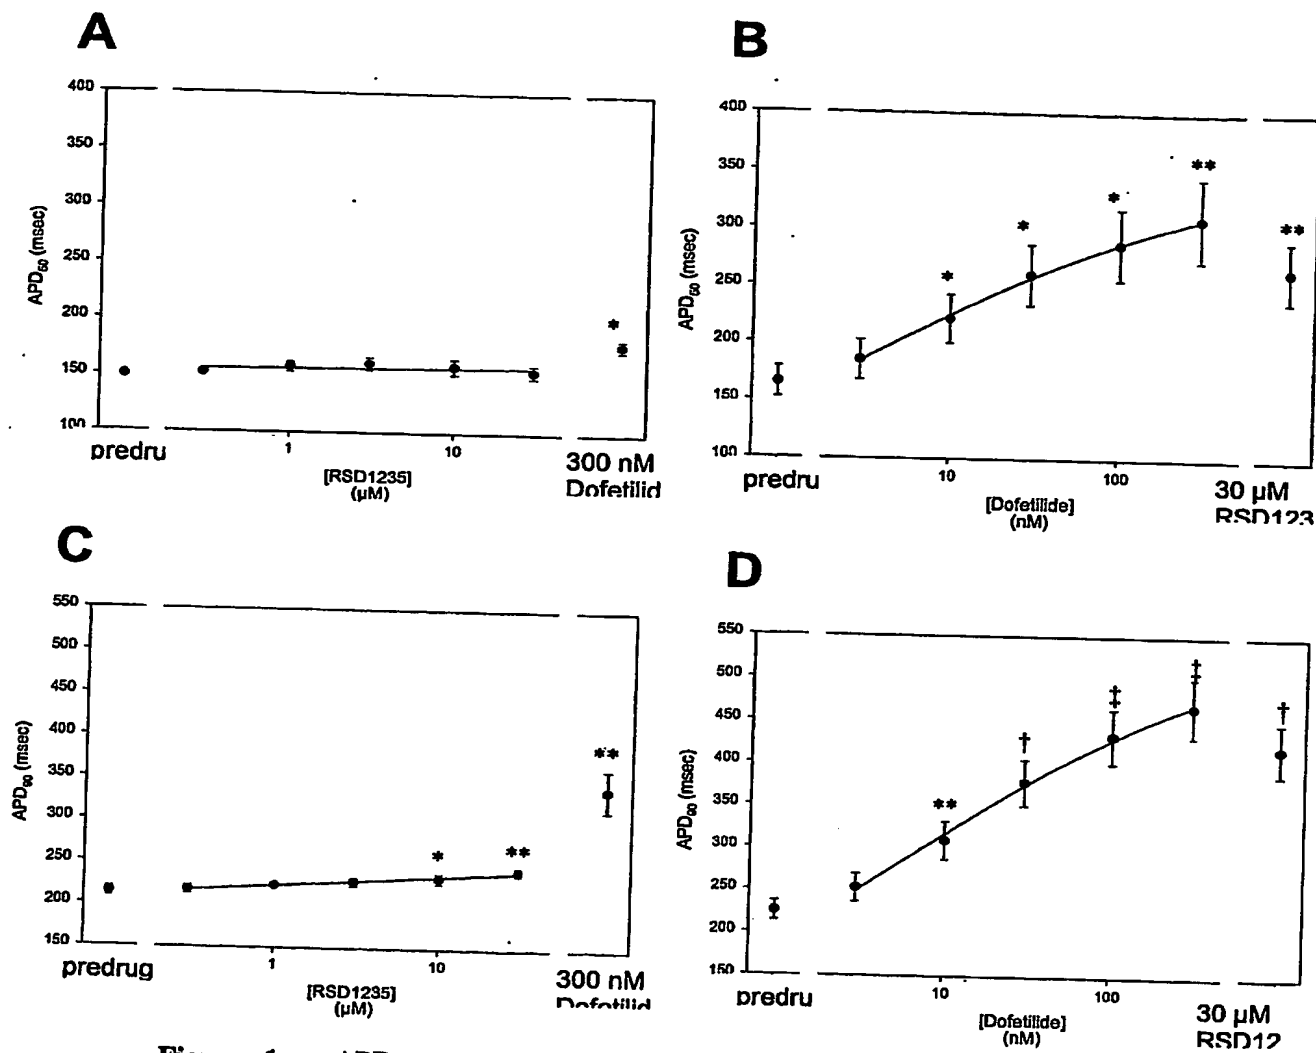 A
400
350
300
250
200
150
100
APD50 (msec)
*
predru
1
10
[RSD1235]
(µM)
300 nM
Dofetilid
B
400
350
300
250
200
150
100
APD50 (msec)
*
*
*
**
**
predru
10
100
[Dofetilide]
(nM)
30 µM
RSD123
C
550
500
450
400
350
300
250
200
150
APD90 (msec)
*
**
**
predrug
1
10
[RSD1235]
(µM)
300 nM
Dofetilid
D
550
500
450
400
350
300
250
200
150
APD90 (msec)
**
†
‡
‡
†
predru
10
100
[Dofetilide]
(nM)
30 µM
RSD12